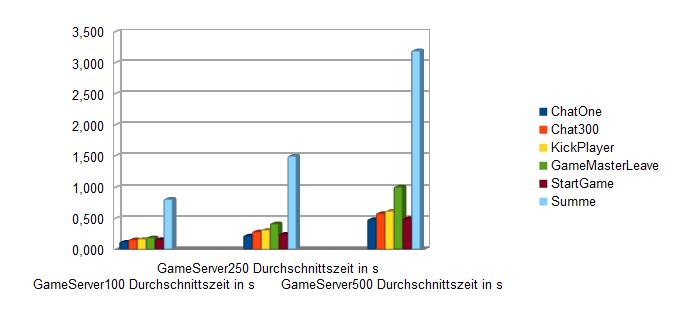 3,500
3,000
2,500
2,000
1,500
1,000
0,500
0,000
GameServer250 Durchschnittszeit in s
GameServer100 Durchschnittszeit in s
GameServer500 Durchschnittszeit in s
ChatOne
Chat300
KickPlayer
GameMasterLeave
StartGame
Summe